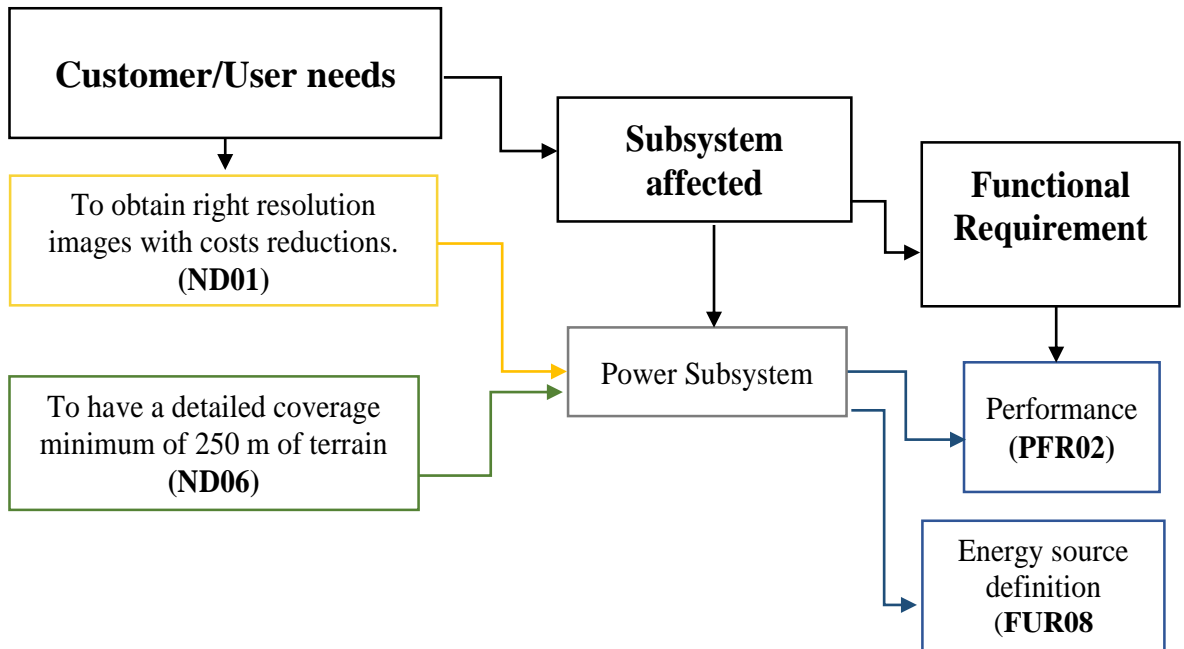 Customer/User needs
Subsystem
affected
Functional
Requirement
To obtain right resolution
images with costs reductions.
(ND01)
Power Subsystem
To have a detailed coverage
minimum of 250 m of terrain
(ND06)
Performance
(PFR02)
Energy source
definition
(FUR08